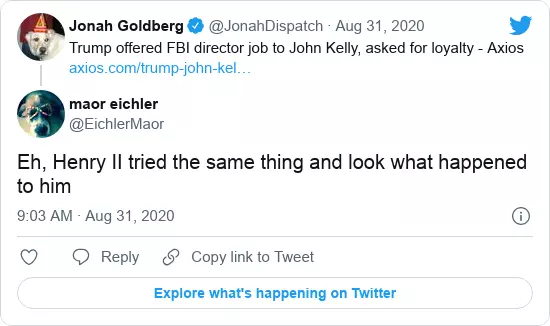 Jonah Goldberg @JonahDispatch · Aug 31, 2020
Trump offered FBI director job to John Kelly, asked for loyalty - Axios
axios.com/trump-john-kel…
maor eichler
@EichlerMaor
Eh, Henry II tried the same thing and look what happened
to him
9:03 AM · Aug 31, 2020
Reply Copy link to Tweet
Explore what's happening on Twitter